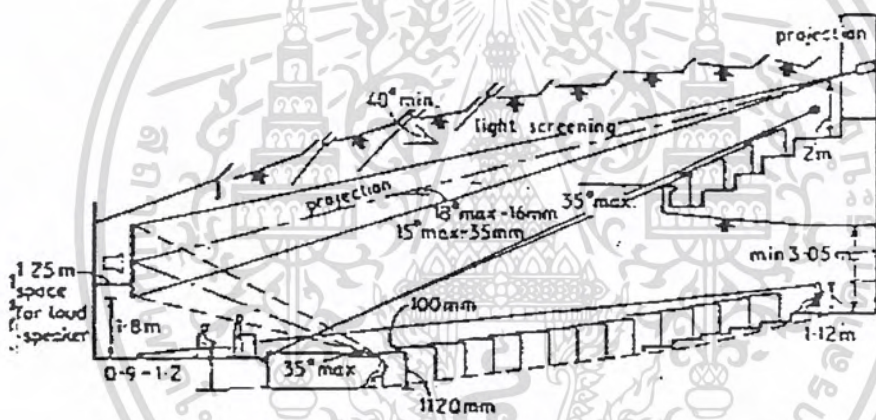 projection
40° min.
light screening
projection
18° max-16mm
15° max-35mm
35° max.
2m
1·25m
space
for loud
speaker
1·8m
min 3·05m
100mm
1·12m
0·9-1·2
35° max
1120mm